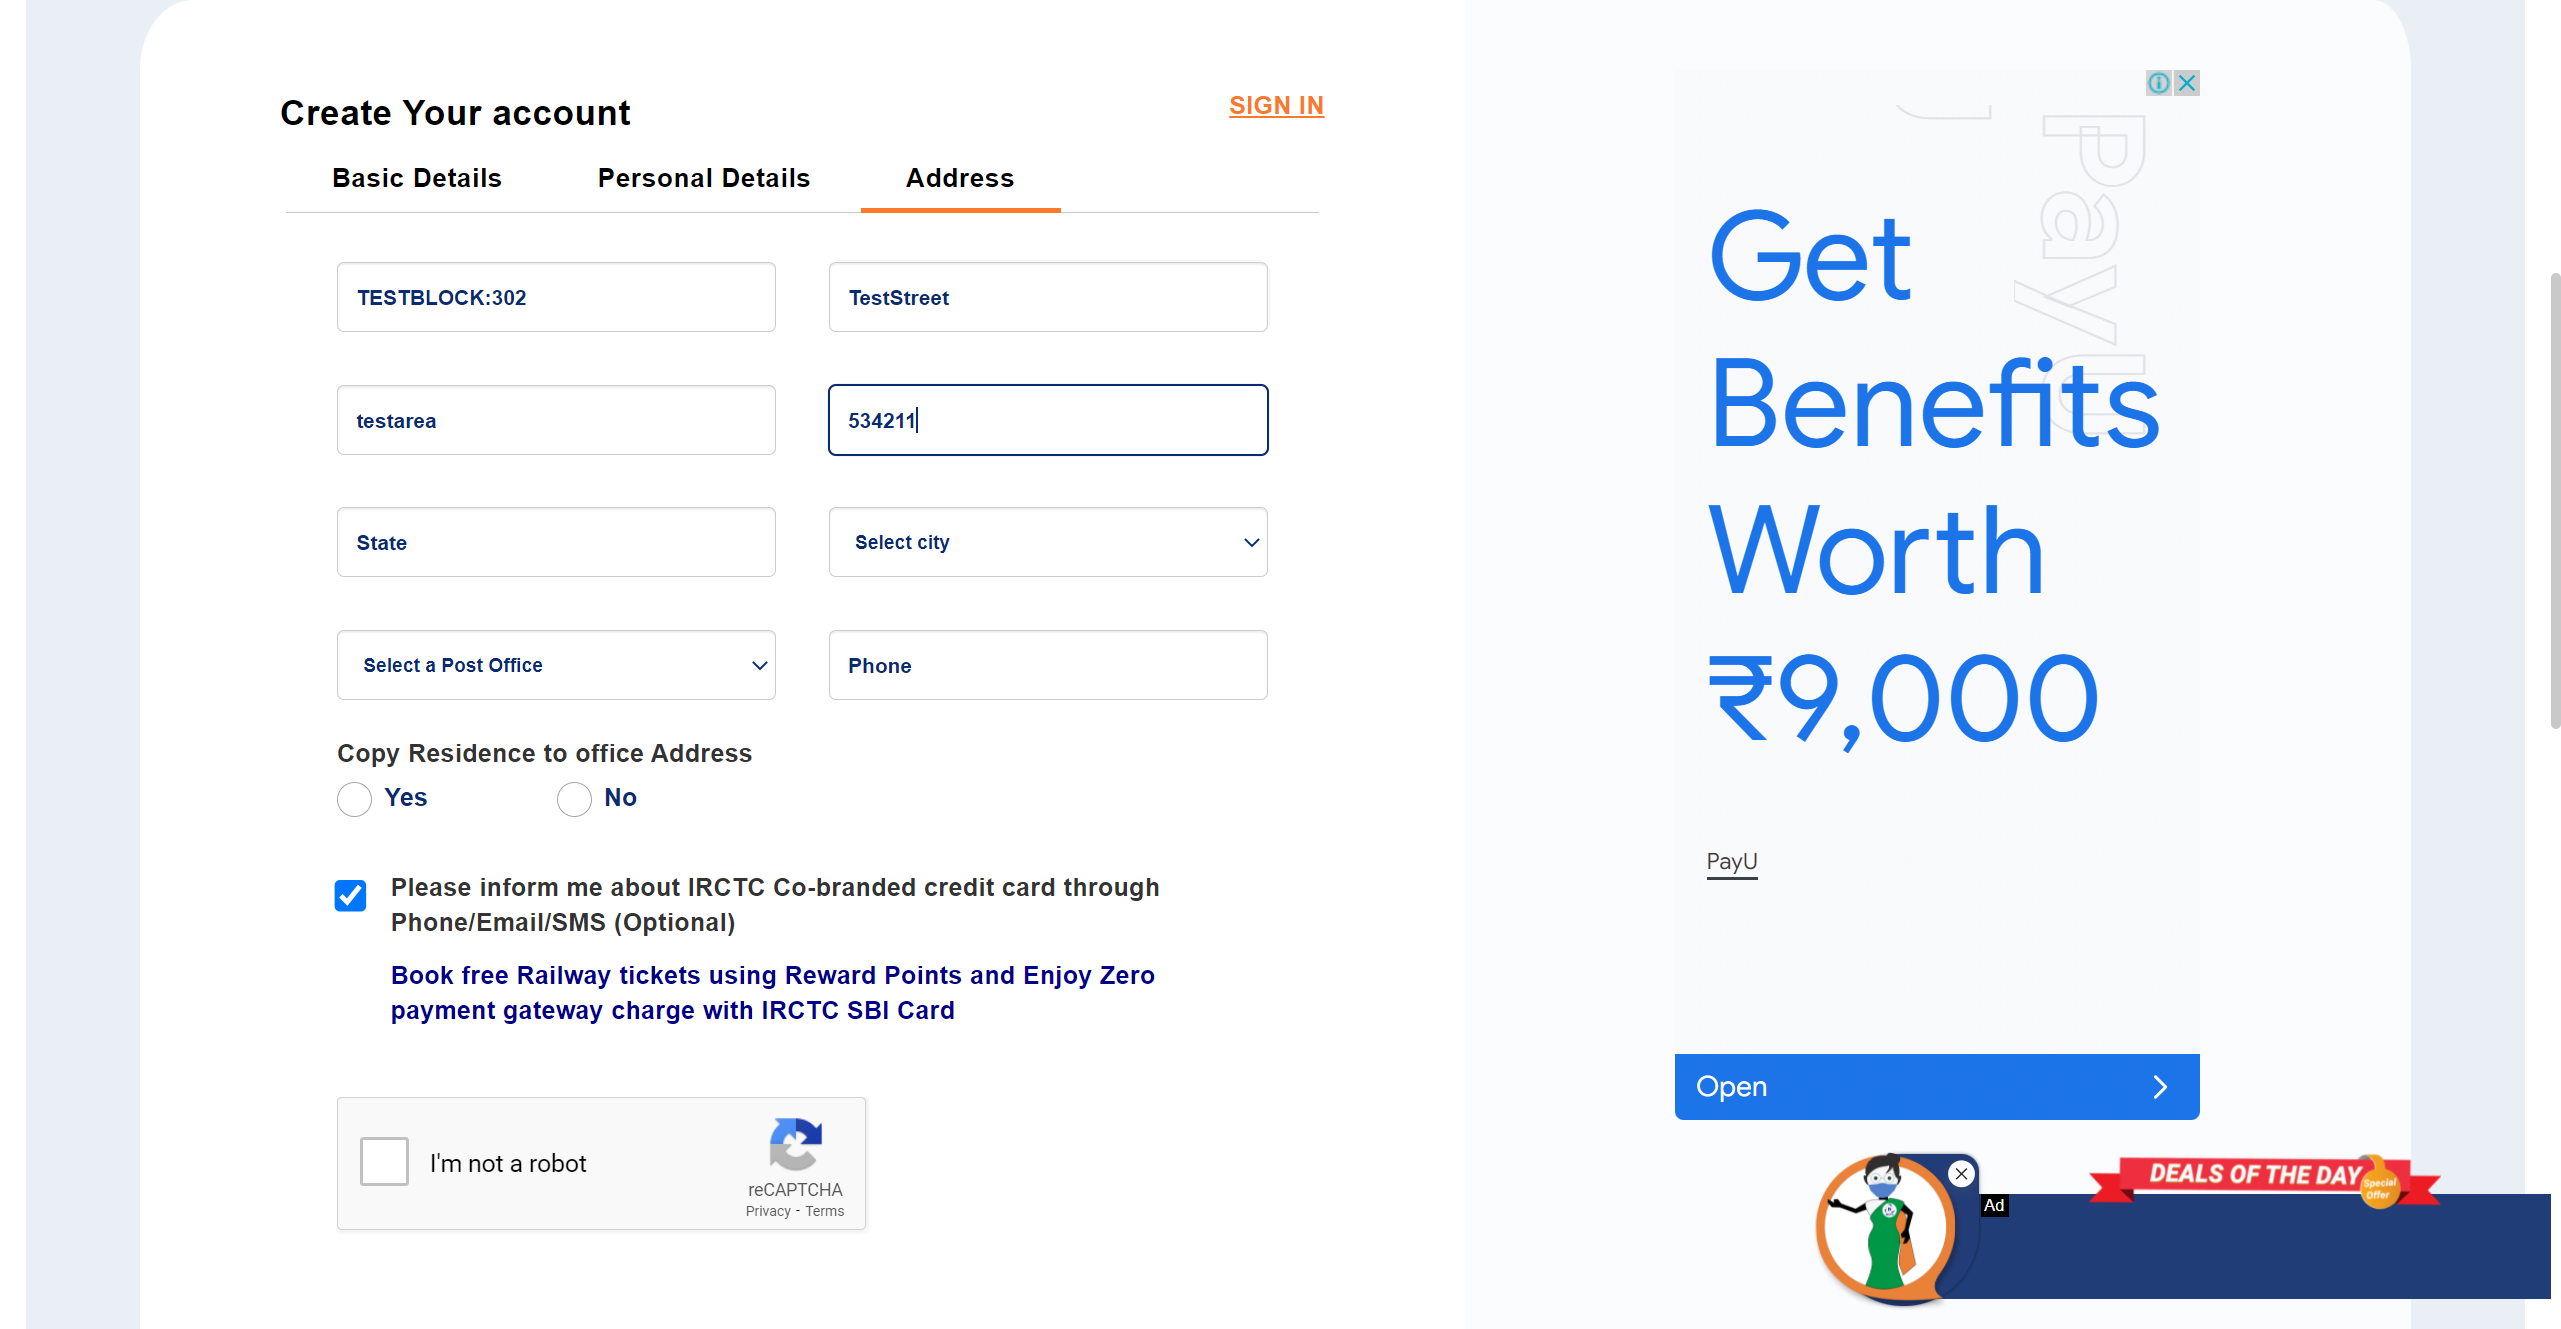 Create Your account
SIGN IN
Basic Details
Personal Details
Address
TESTBLOCK:302
TestStreet
testarea
534211
State
Select city
Select a Post Office
Phone
Copy Residence to office Address
Yes
No
Please inform me about IRCTC Co-branded credit card through
Phone/Email/SMS (Optional)
Book free Railway tickets using Reward Points and Enjoy Zero
payment gateway charge with IRCTC SBI Card
I'm not a robot
reCAPTCHA
Privacy - Terms
PayU
Get
Benefits
Worth
₹9,000
PayU
Open
Ad
DEALS OF THE DAY
Special
Offer